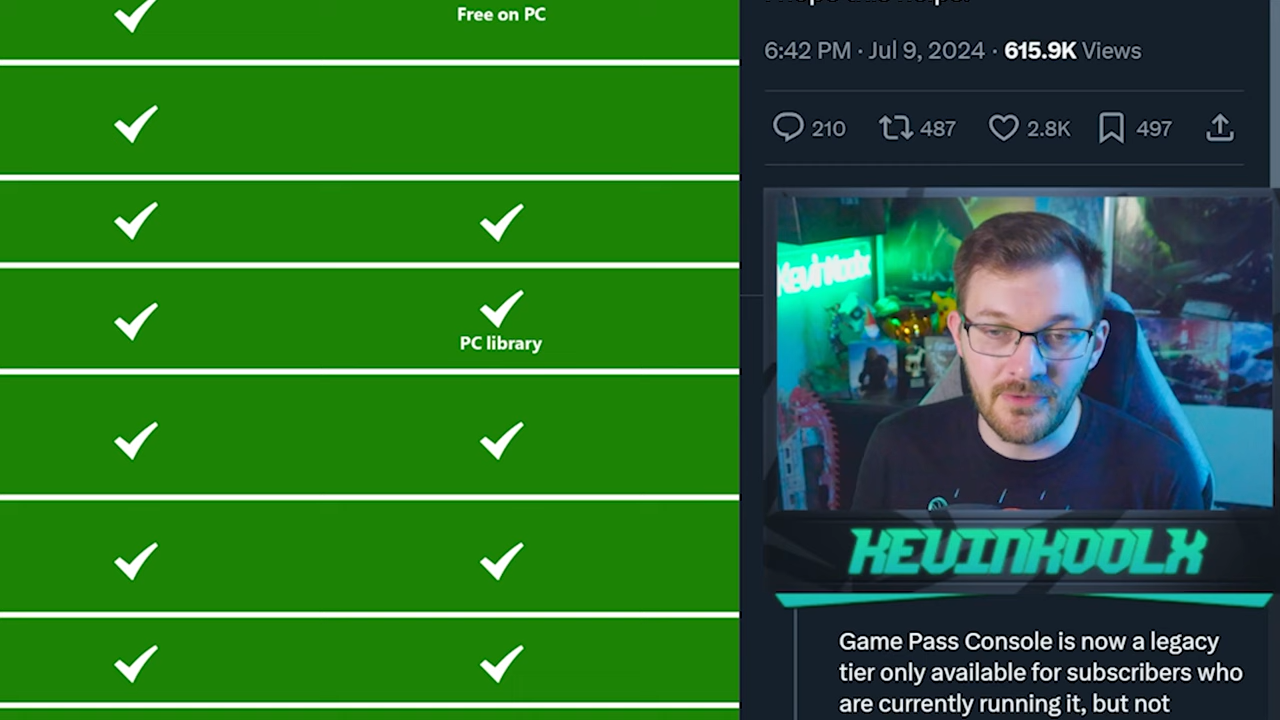 Free on PC
PC library
6:42 PM · Jul 9, 2024 · 615.9K Views
210 487 2.8K 497
KevinKoolx
KEVINKOOLX
Game Pass Console is now a legacy
tier only available for subscribers who
are currently running it, but not